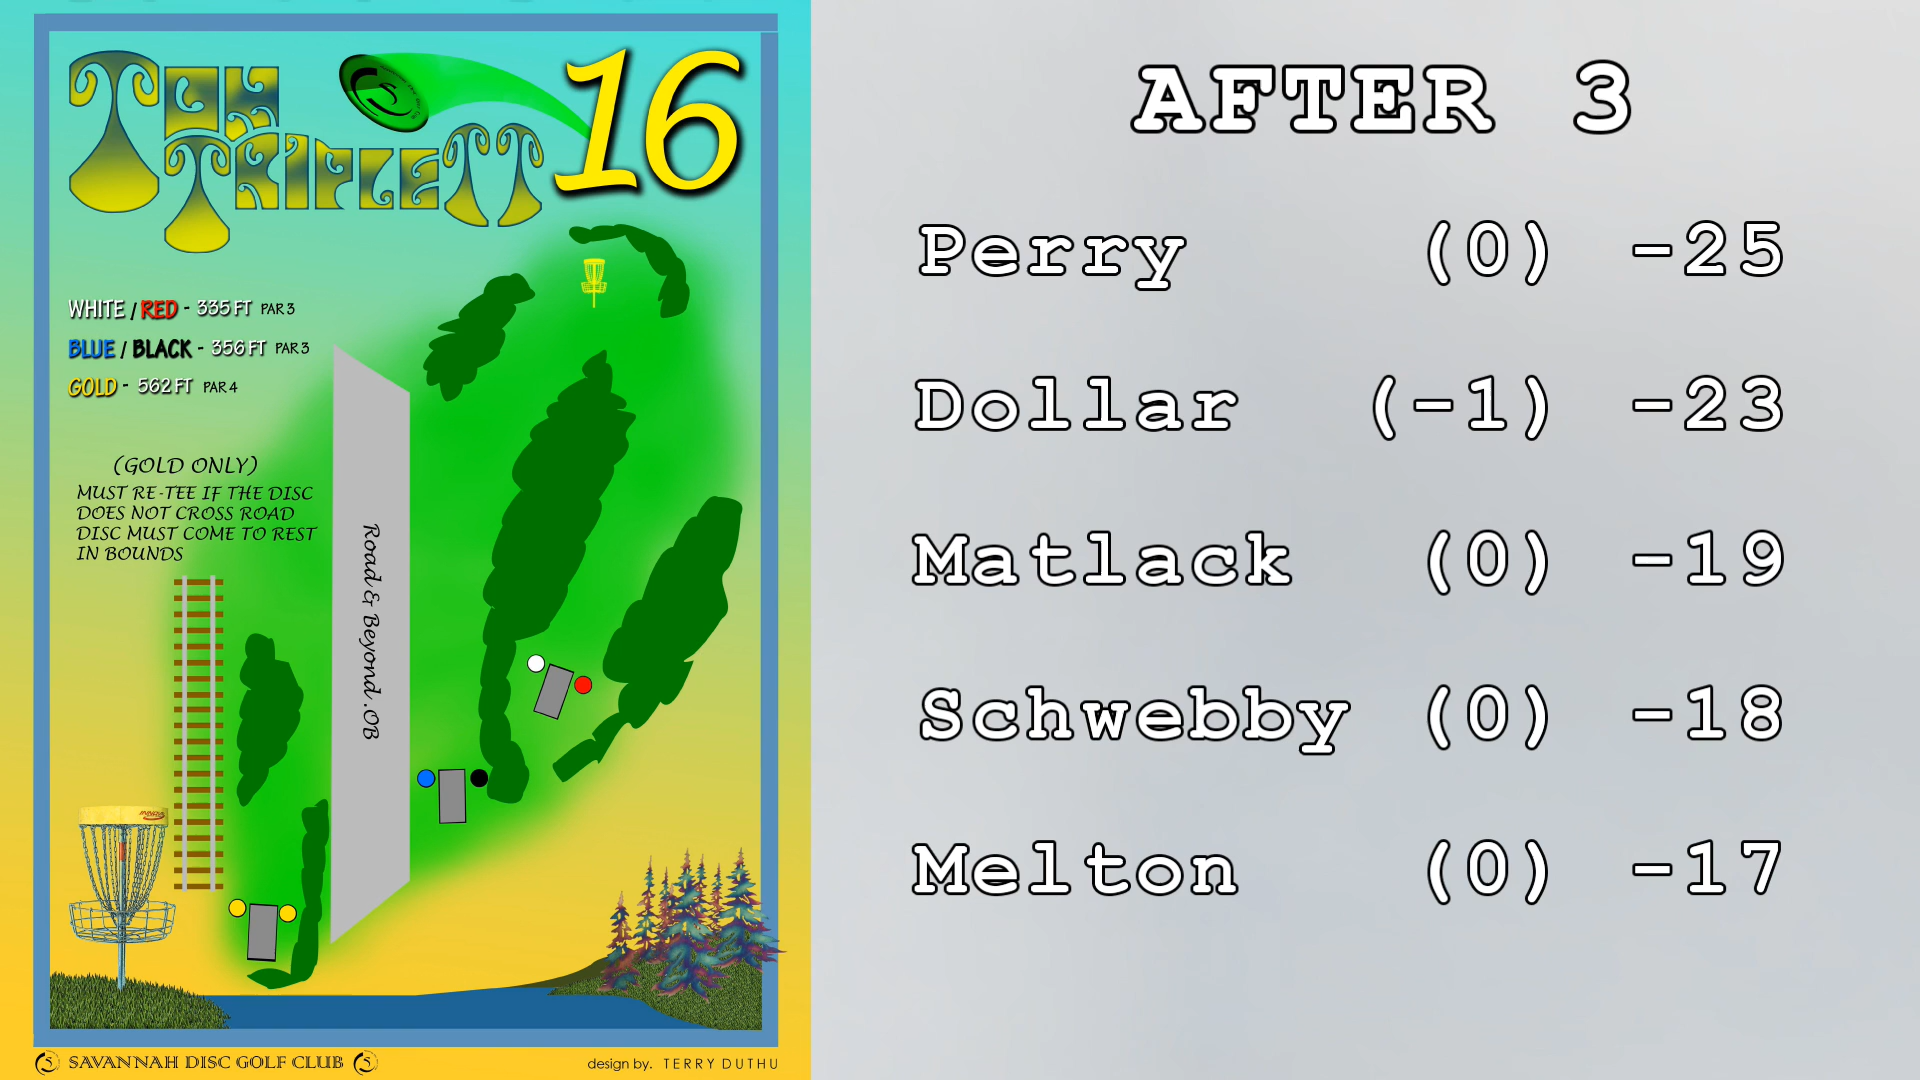 TOM
TRIPLETT
16
WHITE / RED - 335 FT PAR 3
BLUE / BLACK - 356 FT PAR 3
GOLD - 562 FT PAR 4
(GOLD ONLY)
MUST RE-TEE IF THE DISC
DOES NOT CROSS ROAD
DISC MUST COME TO REST
IN BOUNDS
Road & Beyond .OB
INNOVA
SAVANNAH DISC GOLF CLUB
design by. TERRY DUTHU
AFTER 3
Perry (0) -25
Dollar (-1) -23
Matlack (0) -19
Schwebby (0) -18
Melton (0) -17